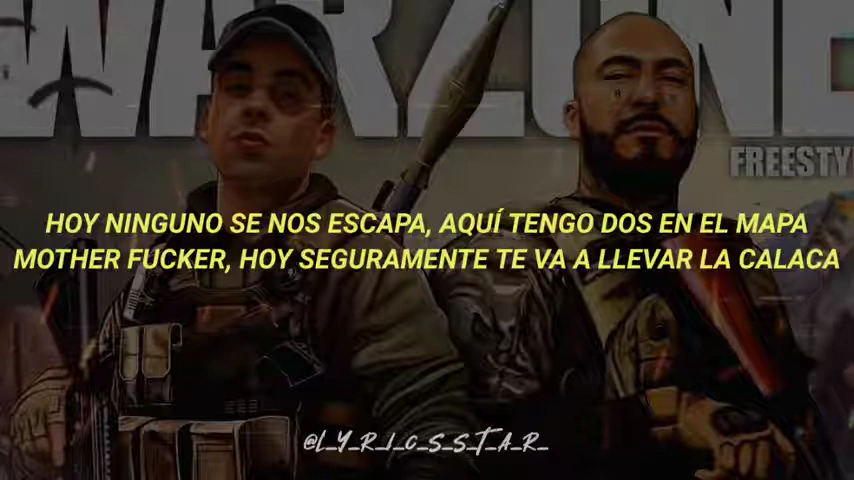 WARZONE
FREESTY
HOY NINGUNO SE NOS ESCAPA, AQUÍ TENGO DOS EN EL MAPA
MOTHER FUCKER, HOY SEGURAMENTE TE VA A LLEVAR LA CALACA
@L_Y_R_I_C_S_S_T_A_R_